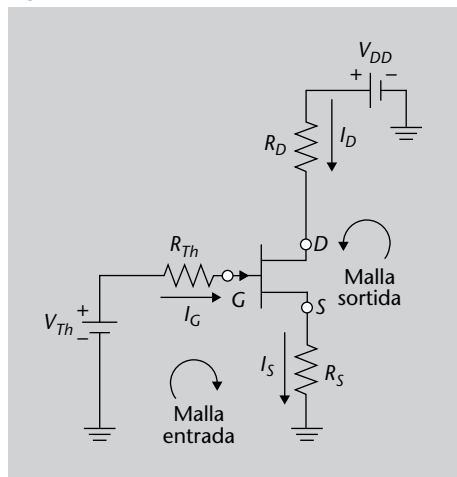 V_DD
+ −
R_D
I_D
D
R_Th
Malla
sortida
G
I_G
S
+
V_Th
−
I_S
R_S
Malla
entrada